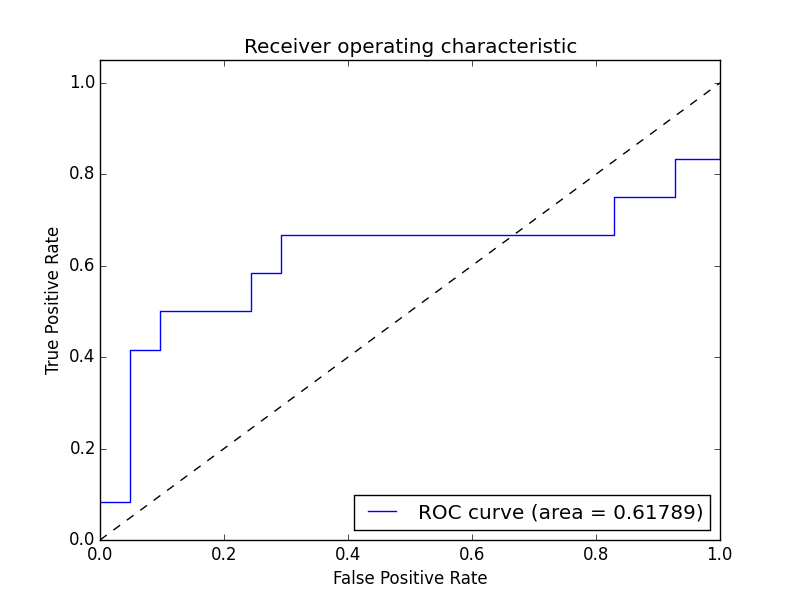 Receiver operating characteristic
True Positive Rate
1.0
0.8
0.6
0.4
0.2
0.0
ROC curve (area = 0.61789)
0.0 0.2 0.4 0.6 0.8 1.0
False Positive Rate